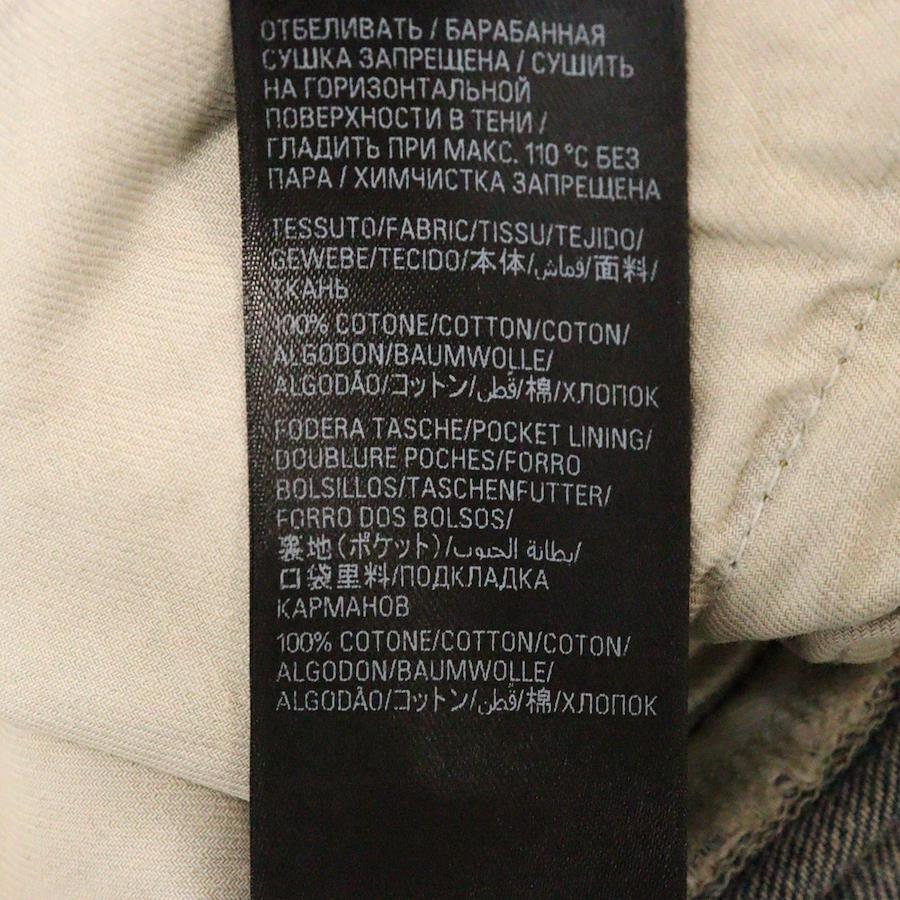 ОТБЕЛИВАТЬ / БАРАБАННАЯ
СУШКА ЗАПРЕЩЕНА / СУШИТЬ
НА ГОРИЗОНТАЛЬНОЙ
ПОВЕРХНОСТИ В ТЕНИ /
ГЛАДИТЬ ПРИ МАКС. 110 °C БЕЗ
ПАРА / ХИМЧИСТКА ЗАПРЕЩЕНА
TESSUTO/FABRIC/TISSU/TEJIDO/
GEWEBE/TECIDO/本体/قماش/面料/
ТКАНЬ
100% COTONE/COTTON/COTON/
ALGODON/BAUMWOLLE/
ALGODÃO/コットン/قطن/棉/ХЛОПОК
FODERA TASCHE/POCKET LINING/
DOUBLURE POCHES/FORRO
BOLSILLOS/TASCHENFUTTER/
FORRO DOS BOLSOS/
裏地(ポケット)/بطانة الجيوب/
口袋里料/ПОДКЛАДКА
КАРМАНОВ
100% COTONE/COTTON/COTON/
ALGODON/BAUMWOLLE/
ALGODÃO/コットン/قطن/棉/ХЛОПОК